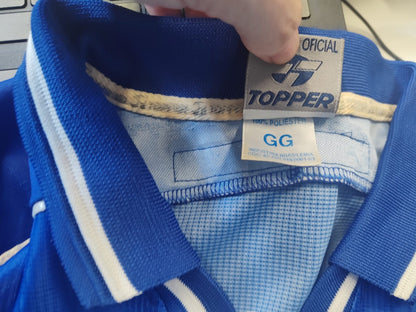 OFICIAL
TOPPER
100% POLIESTER
GG